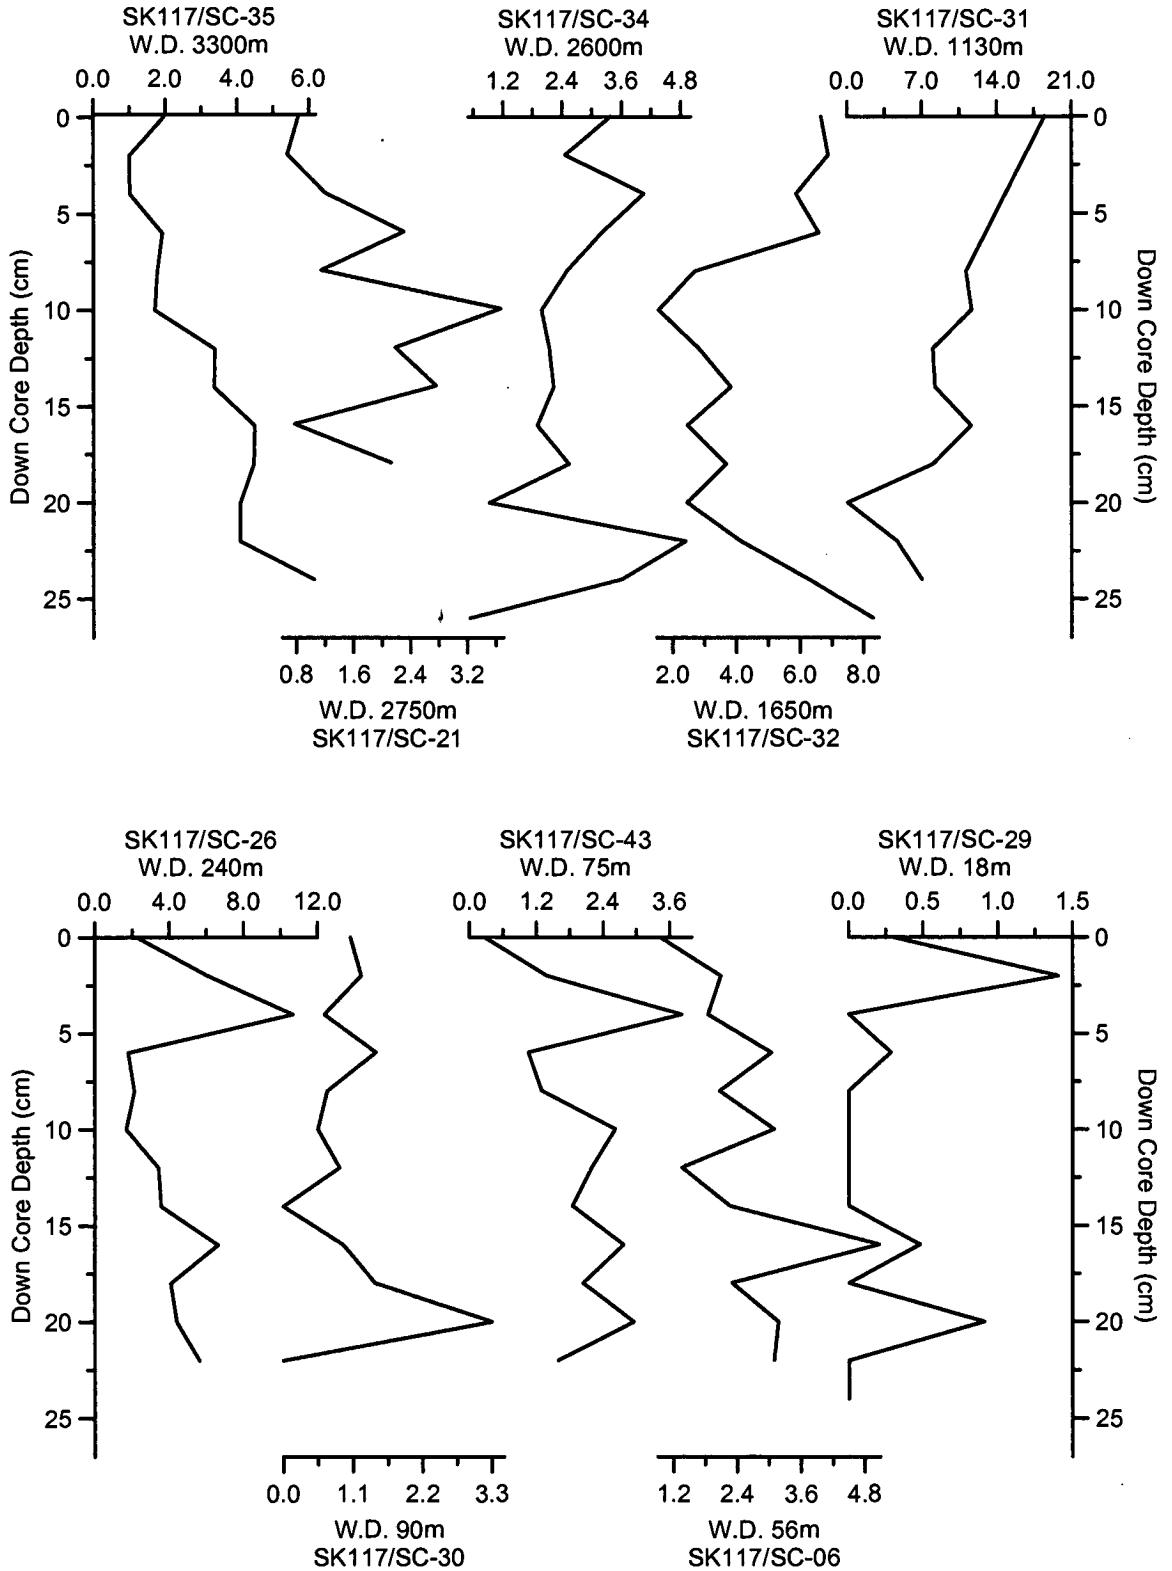 SK117/SC-35
W.D. 3300m
0.0 2.0 4.0 6.0
SK117/SC-34
W.D. 2600m
1.2 2.4 3.6 4.8
SK117/SC-31
W.D. 1130m
0.0 7.0 14.0 21.0
0
5
10
15
20
25
Down Core Depth (cm)
0
5
10
15
20
25
Down Core Depth (cm)
0.8 1.6 2.4 3.2
W.D. 2750m
SK117/SC-21
2.0 4.0 6.0 8.0
W.D. 1650m
SK117/SC-32
SK117/SC-26
W.D. 240m
0.0 4.0 8.0 12.0
SK117/SC-43
W.D. 75m
0.0 1.2 2.4 3.6
SK117/SC-29
W.D. 18m
0.0 0.5 1.0 1.5
0
5
10
15
20
25
Down Core Depth (cm)
0
5
10
15
20
25
Down Core Depth (cm)
0.0 1.1 2.2 3.3
W.D. 90m
SK117/SC-30
1.2 2.4 3.6 4.8
W.D. 56m
SK117/SC-06